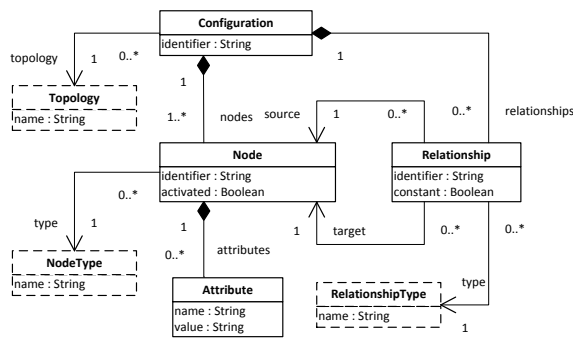 Configuration
identifier : String
topology
1
0..*
1
1
Topology
name : String
1..*
nodes
source
1
0..*
0..*
relationships
Node
identifier : String
activated : Boolean
Relationship
identifier : String
constant : Boolean
0..*
type
1
1
0..*
attributes
1
target
0..*
0..*
NodeType
name : String
Attribute
name : String
value : String
type
RelationshipType
name : String
1